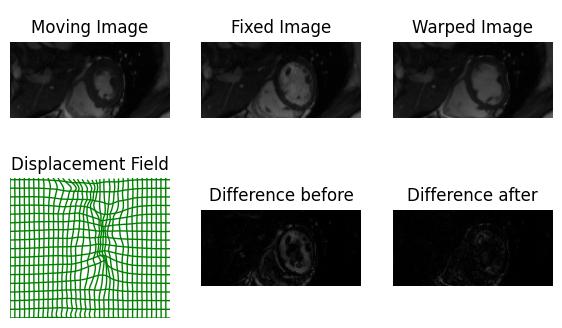 Moving Image
Fixed Image
Warped Image
Displacement Field
Difference before
Difference after